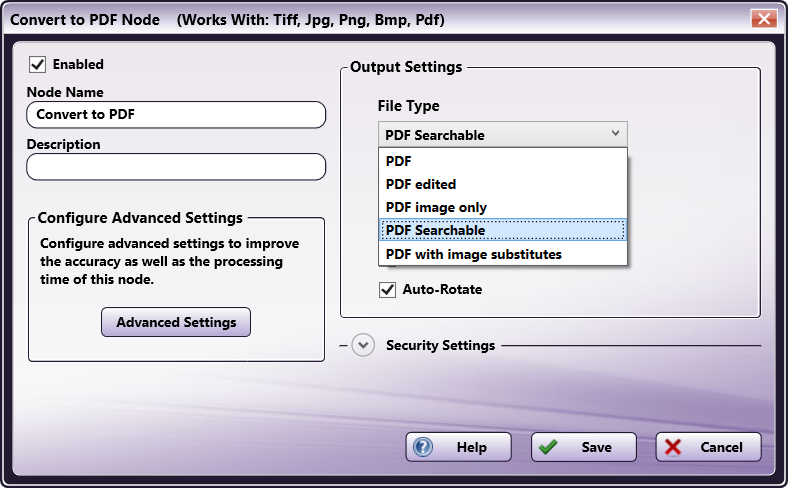 Convert to PDF Node (Works With: Tiff, Jpg, Png, Bmp, Pdf)
Enabled
Node Name
Convert to PDF
Description
Configure Advanced Settings
Configure advanced settings to improve
the accuracy as well as the processing
time of this node.
Advanced Settings
Output Settings
File Type
PDF Searchable
PDF
PDF edited
PDF image only
PDF Searchable
PDF with image substitutes
Auto-Rotate
Security Settings
Help
Save
Cancel